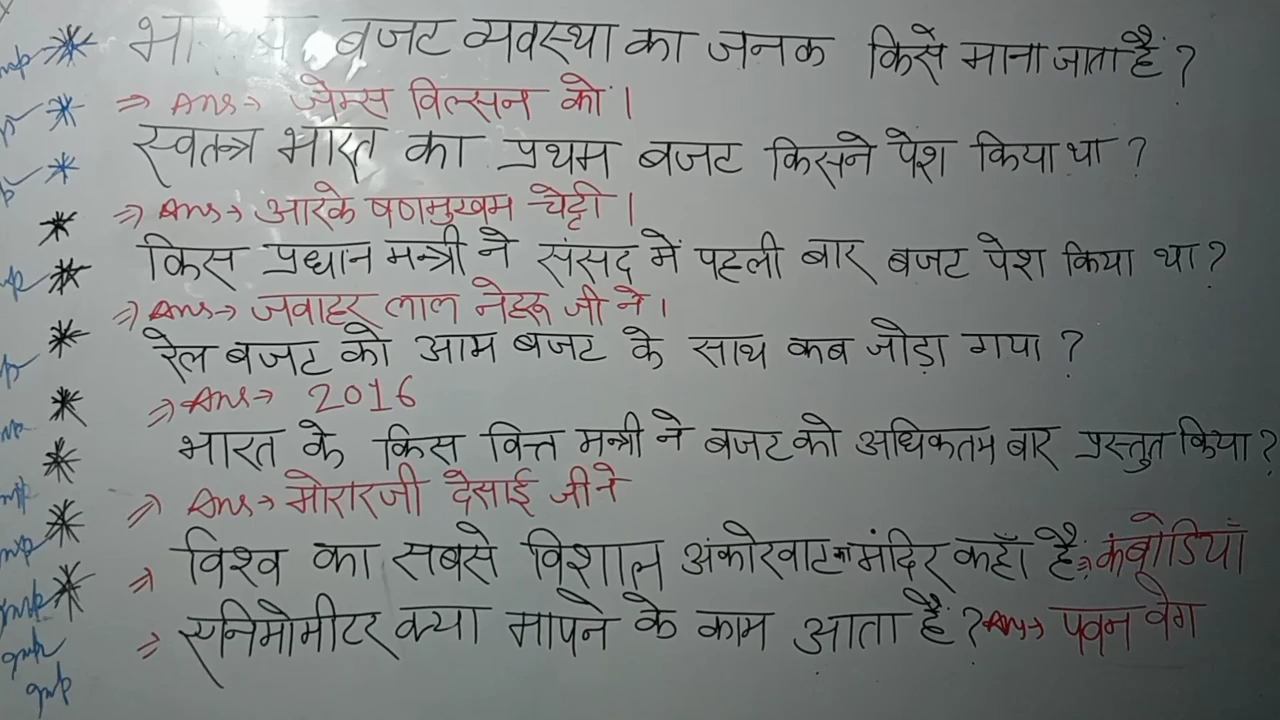 बजट व्यवस्था का जनक किसे माना जाता है ?
⇒ Ans → जेम्स विल्सन को।
स्वतन्त्र भारत का प्रथम बजट किसने पेश किया था ?
⇒ Ans → आरके षणमुखम चेट्टी।
किस प्रधान मन्त्री ने संसद में पहली बार बजट पेश किया था ?
⇒ Ans → जवाहर लाल नेहरू जी ने।
रेल बजट को आम बजट के साथ कब जोड़ा गया ?
⇒ Ans → 2016
भारत के किस वित्त मन्त्री ने बजट को अधिकतम बार प्रस्तुत किया ?
⇒ Ans → मोरारजी देसाई जी ने
⇒ विश्व का सबसे विशाल अंकोरवाट का मंदिर कहाँ है ⇒ कंबोडियाँ
⇒ एनिमोमीटर क्या मापने के काम आता है ? Ans → पवन वेग